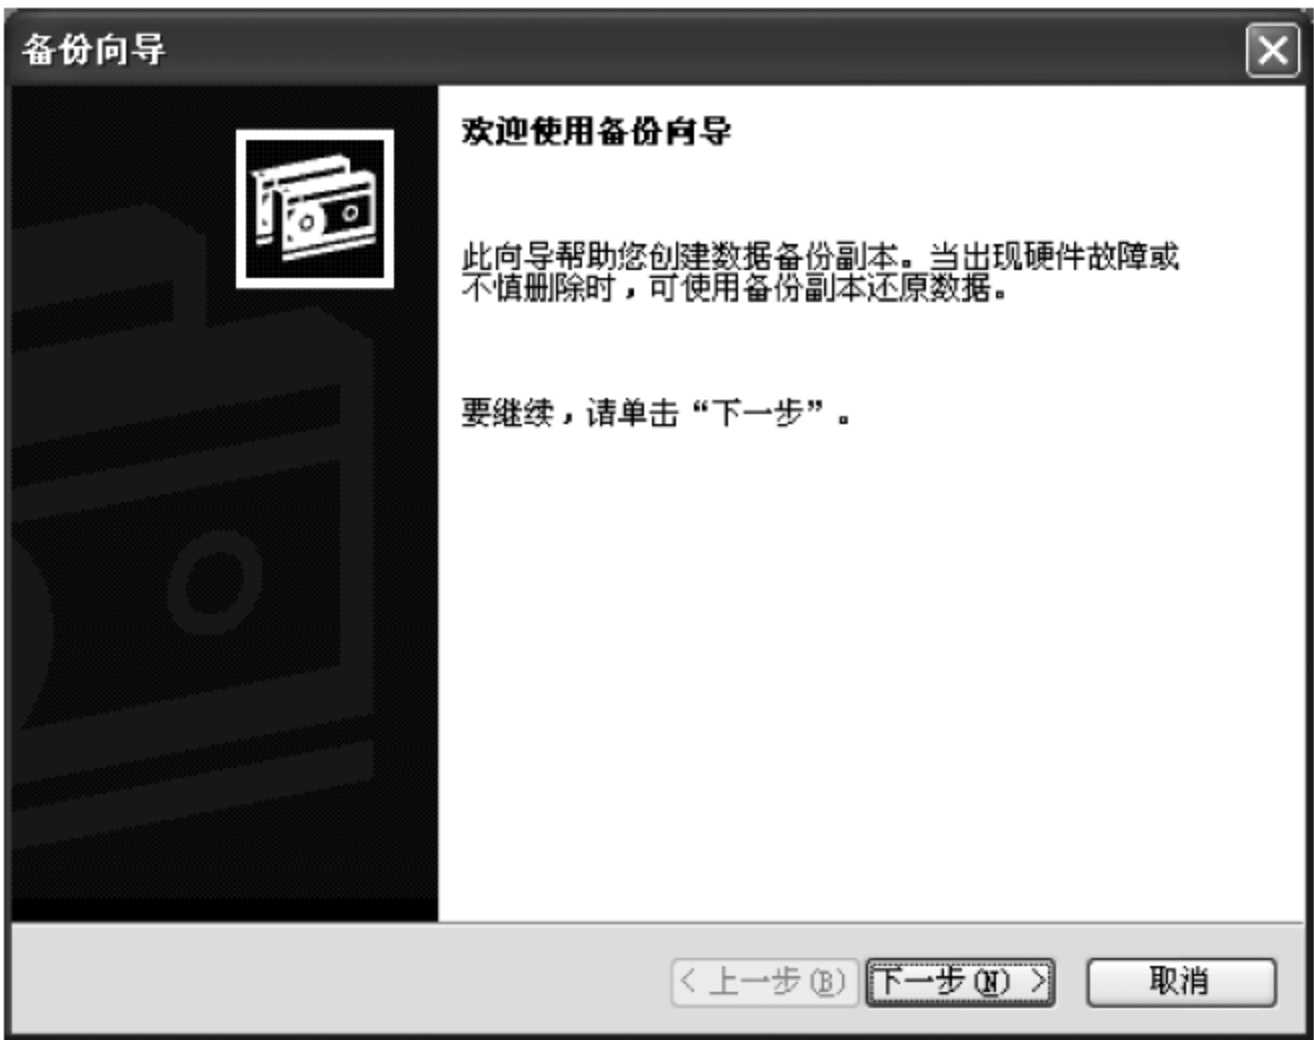 备份向导
欢迎使用备份向导
此向导帮助您创建数据备份副本。当出现硬件故障或
不慎删除时，可使用备份副本还原数据。
要继续，请单击“下一步”。
< 上一步(B) 下一步(N) > 取消